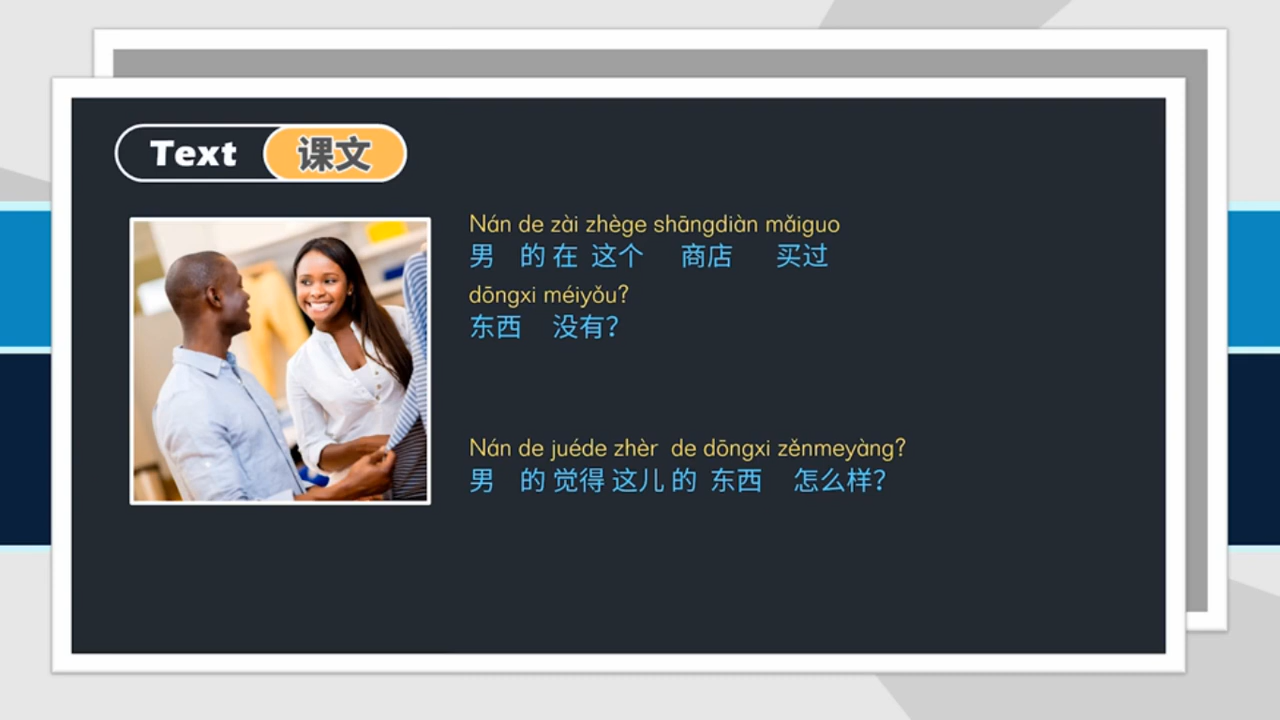 Text 课文
Nán de zài zhège shāngdiàn mǎiguo
男 的 在 这个 商店 买过
dōngxi méiyǒu?
东西 没有？
Nán de juéde zhèr de dōngxi zěnmeyàng?
男 的 觉得 这儿 的 东西 怎么样？